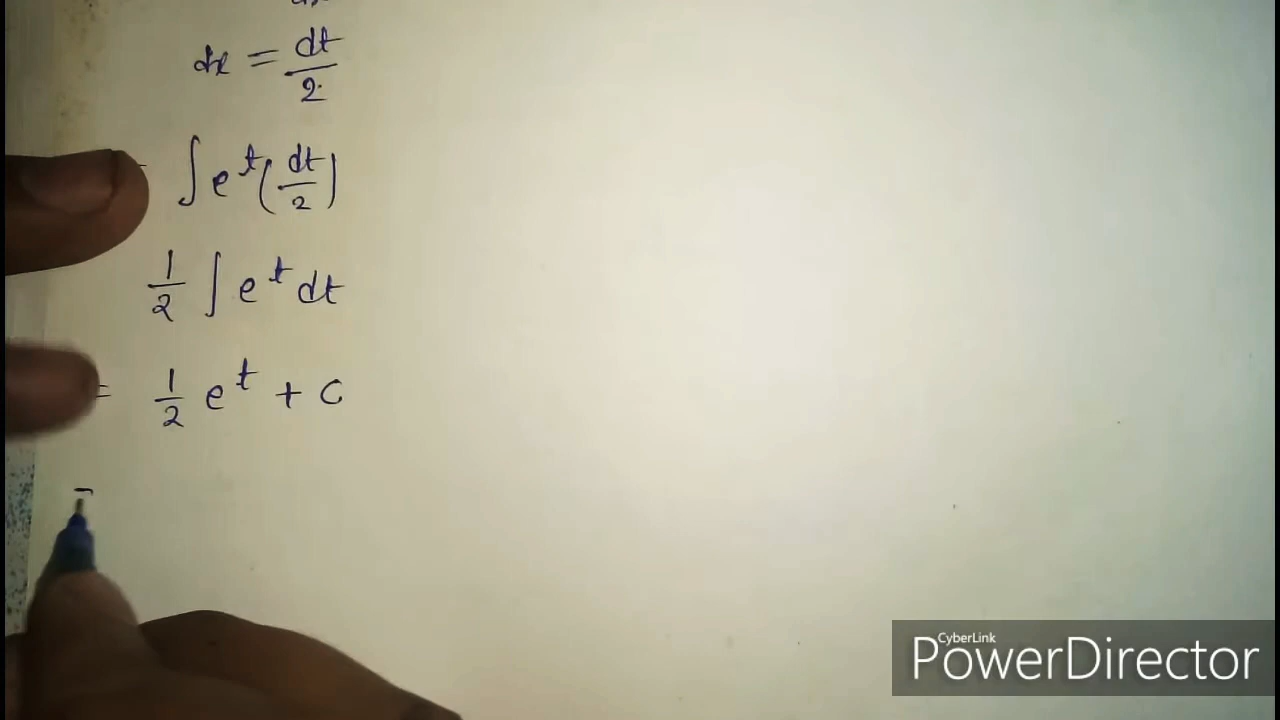 dx = dt/2
∫e^t(dt/2)
1/2 ∫e^t dt
= 1/2 e^t + c
CyberLink
PowerDirector